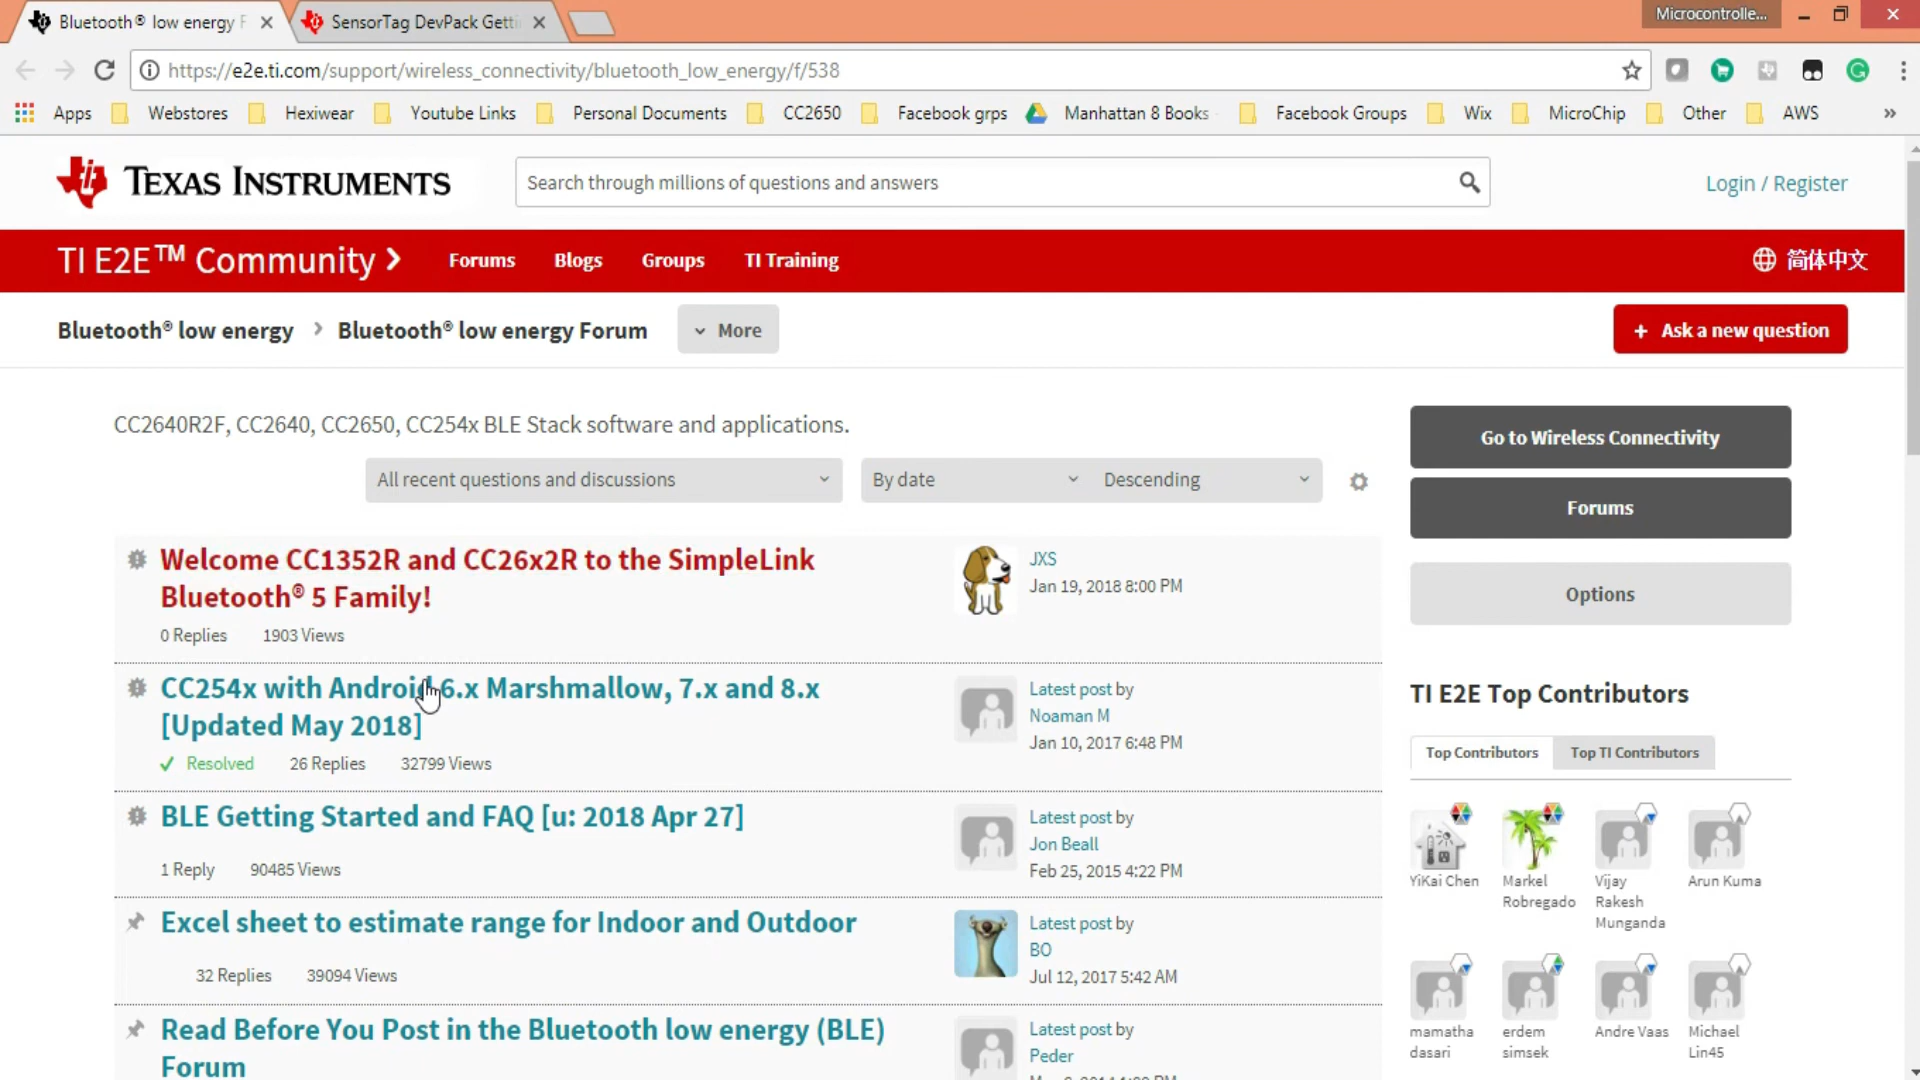 Bluetooth® low energy F
SensorTag DevPack Getti
Microcontrolle...
https://e2e.ti.com/support/wireless_connectivity/bluetooth_low_energy/f/538
Apps Webstores Hexiwear Youtube Links Personal Documents CC2650 Facebook grps Manhattan 8 Books Facebook Groups Wix MicroChip Other AWS »
TEXAS INSTRUMENTS
Search through millions of questions and answers
Login / Register
TI E2E™ Community
Forums Blogs Groups TI Training
简体中文
Bluetooth® low energy > Bluetooth® low energy Forum
More
+ Ask a new question
CC2640R2F, CC2640, CC2650, CC254x BLE Stack software and applications.
All recent questions and discussions
By date
Descending
Welcome CC1352R and CC26x2R to the SimpleLink
Bluetooth® 5 Family!
0 Replies 1903 Views
JXS
Jan 19, 2018 8:00 PM
CC254x with Android 6.x Marshmallow, 7.x and 8.x
[Updated May 2018]
Resolved 26 Replies 32799 Views
Latest post by
Noaman M
Jan 10, 2017 6:48 PM
BLE Getting Started and FAQ [u: 2018 Apr 27]
1 Reply 90485 Views
Latest post by
Jon Beall
Feb 25, 2015 4:22 PM
Excel sheet to estimate range for Indoor and Outdoor
32 Replies 39094 Views
Latest post by
BO
Jul 12, 2017 5:42 AM
Read Before You Post in the Bluetooth low energy (BLE)
Forum
Latest post by
Peder
Go to Wireless Connectivity
Forums
Options
TI E2E Top Contributors
Top Contributors
Top TI Contributors
YiKai Chen
Markel
Robregado
Vijay
Rakesh
Munganda
Arun Kuma
mamatha
dasari
erdem
simsek
Andre Vaas
Michael
Lin45